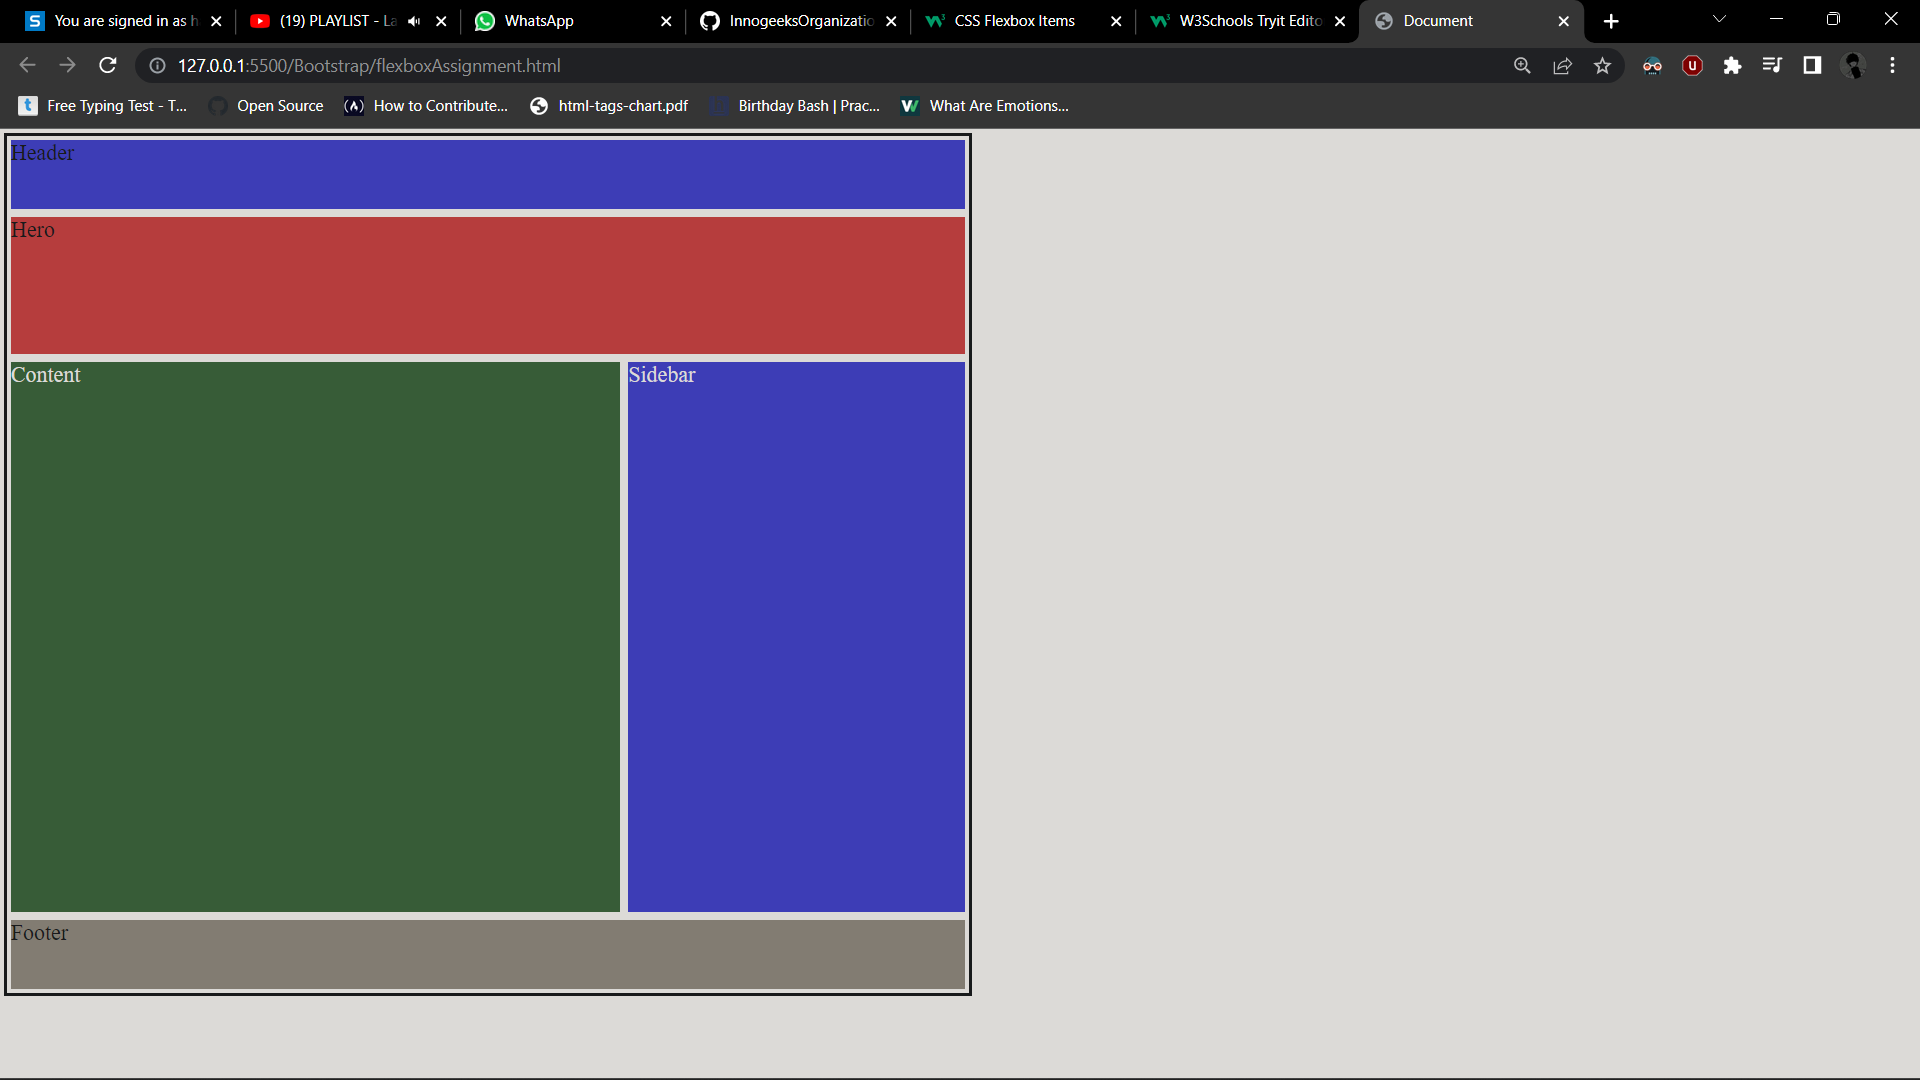 You are signed in as h
(19) PLAYLIST - La
WhatsApp
InnogeeksOrganizatio
CSS Flexbox Items
W3Schools Tryit Edito
Document
127.0.0.1:5500/Bootstrap/flexboxAssignment.html
Free Typing Test - T...
Open Source
How to Contribute...
html-tags-chart.pdf
Birthday Bash | Prac...
What Are Emotions...
Header
Hero
Content
Sidebar
Footer